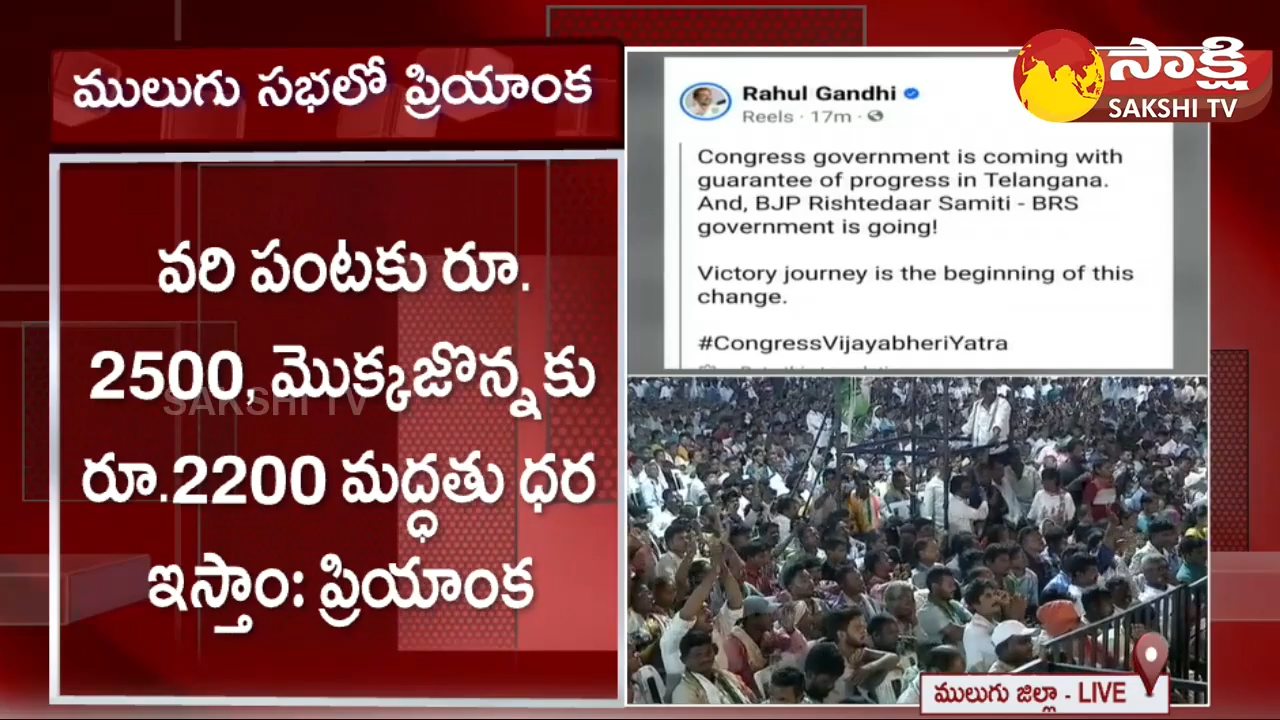 ములుగు సభలో ప్రియాంక
వరి పంటకు రూ.
2500, మొక్కజొన్నకు
రూ.2200 మద్ధతు ధర
ఇస్తాం: ప్రియాంక
SAKSHI TV
Rahul Gandhi
Reels · 17m ·
Congress government is coming with
guarantee of progress in Telangana.
And, BJP Rishtedaar Samiti - BRS
government is going!
Victory journey is the beginning of this
change.
#CongressVijayabheriYatra
సాక్షి
SAKSHI TV
ములుగు జిల్లా - LIVE